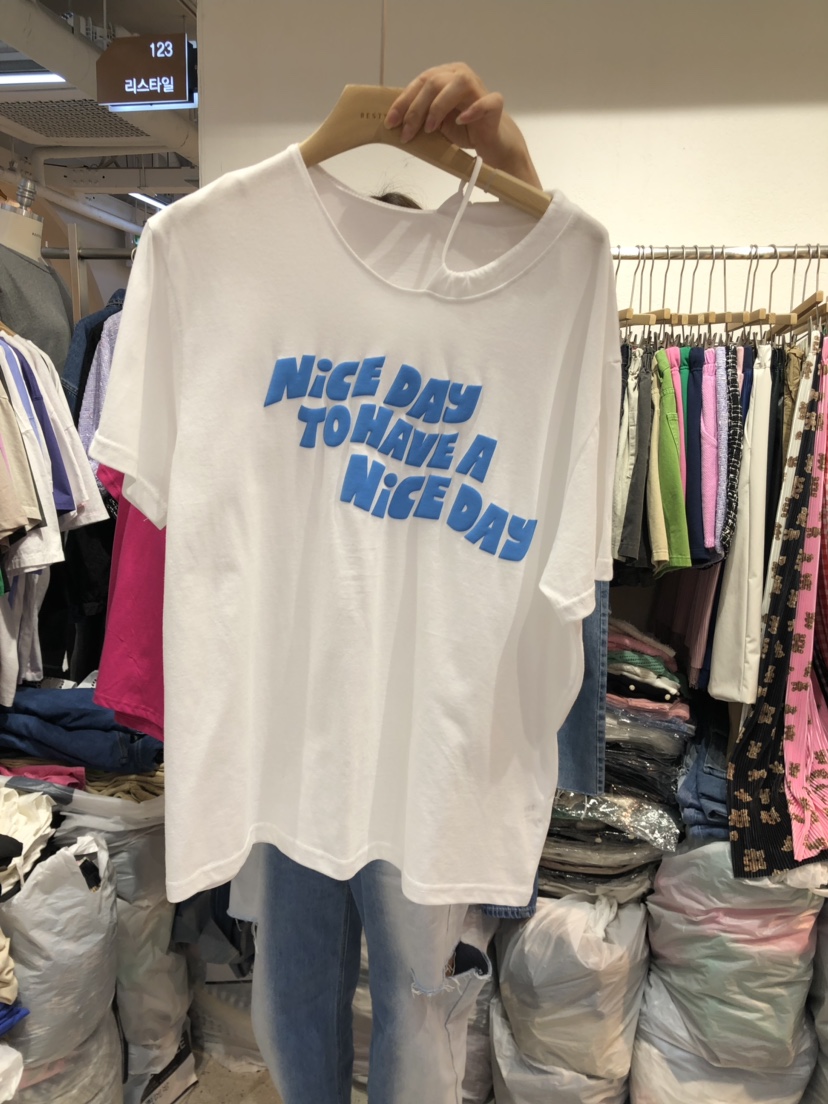 123
리스타일
NiCE DAY
TO HAVE A
NiCE DAY